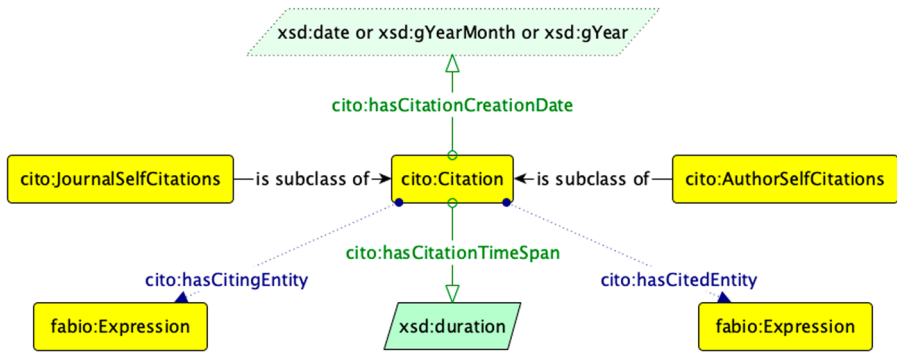 xsd:date or xsd:gYearMonth or xsd:gYear
cito:hasCitationCreationDate
cito:JournalSelfCitations
is subclass of
cito:Citation
is subclass of
cito:AuthorSelfCitations
cito:hasCitationTimeSpan
cito:hasCitingEntity
cito:hasCitedEntity
fabio:Expression
xsd:duration
fabio:Expression